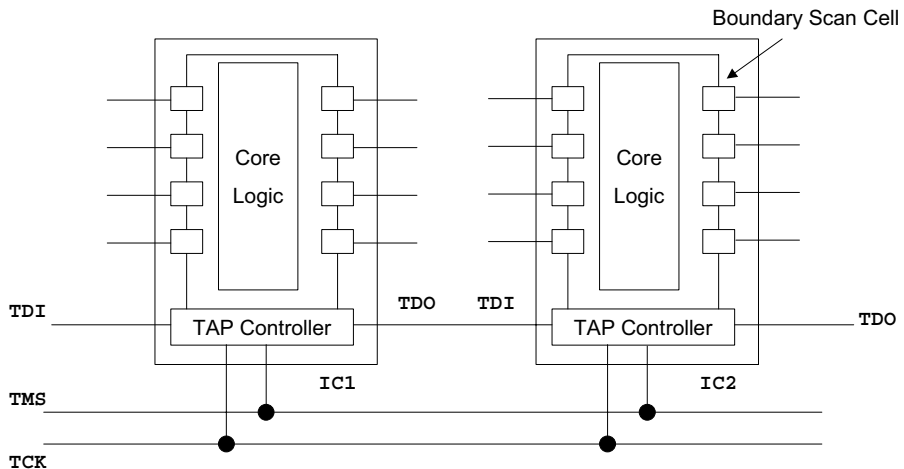 Boundary Scan Cell
Core
Logic
Core
Logic
TDI
TDO
TDI
TDO
TAP Controller
TAP Controller
IC1
IC2
TMS
TCK